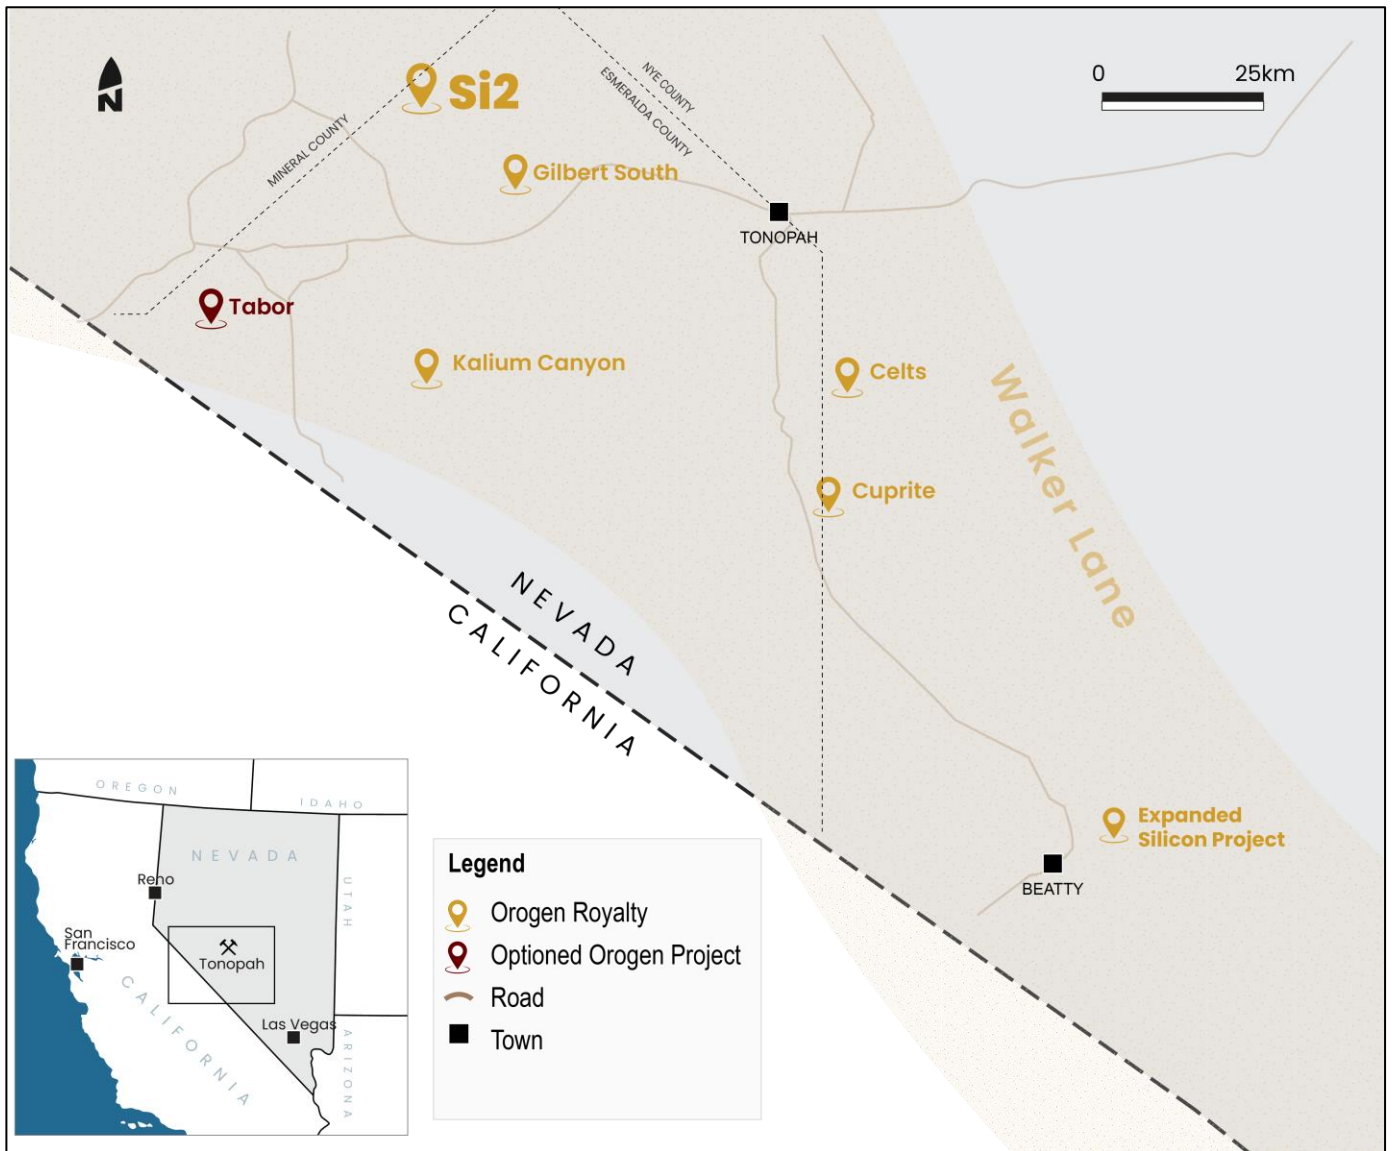 N
0 25km
Si2
NYE COUNTY
ESMERALDA COUNTY
MINERAL COUNTY
Gilbert South
TONOPAH
Tabor
Kalium Canyon
Celts
Walker Lane
Cuprite
NEVADA
CALIFORNIA
Expanded
Silicon Project
BEATTY
OREGON
IDAHO
NEVADA
Reno
UTAH
San
Francisco
Tonopah
CALIFORNIA
Las Vegas
ARIZONA
Legend
Orogen Royalty
Optioned Orogen Project
Road
Town